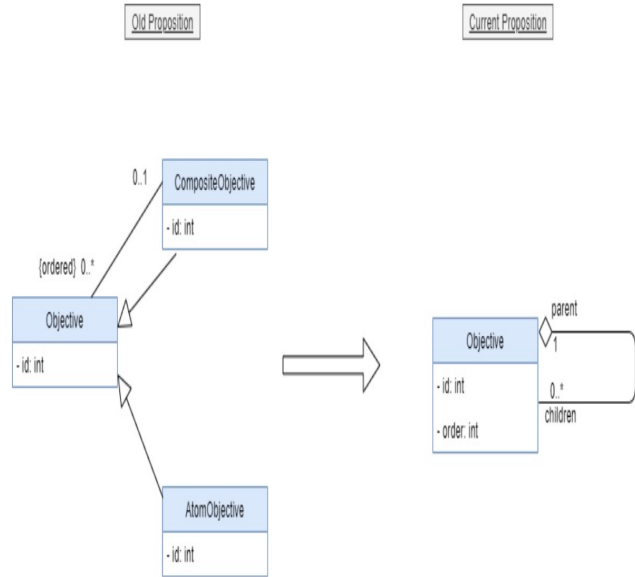 Old Proposition
Current Proposition
0..1
CompositeObjective
- id: int
{ordered} 0..*
Objective
- id: int
AtomObjective
- id: int
parent
1
Objective
- id: int
- order: int
0..*
children